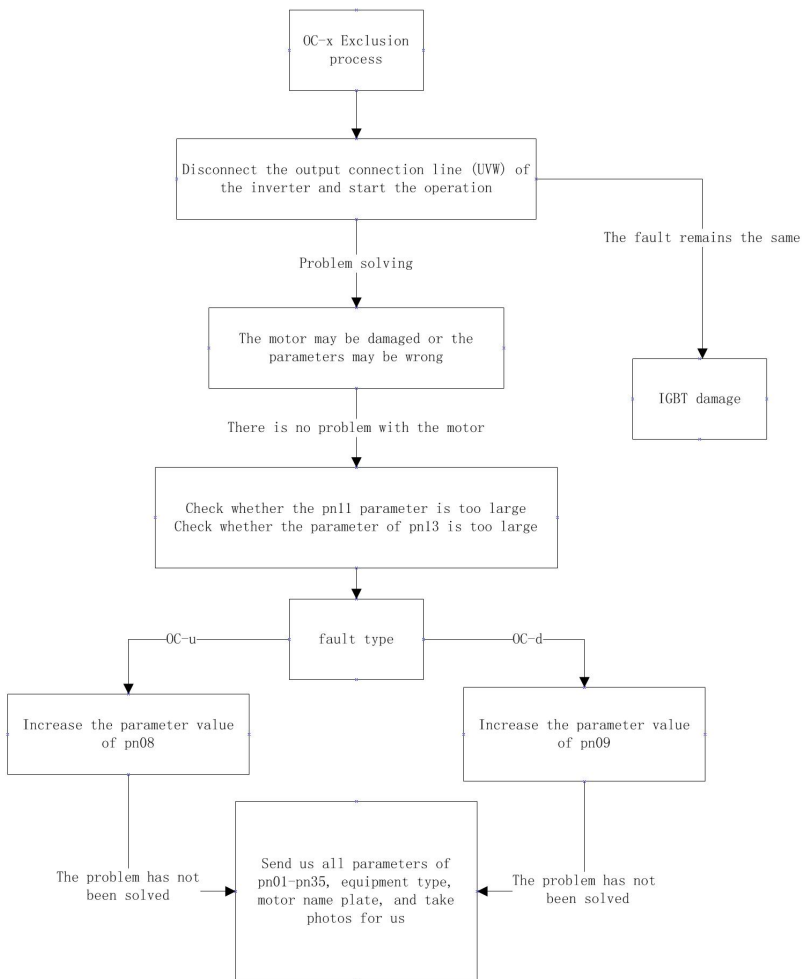 OC-x Exclusion
process
Disconnect the output connection line (UVW) of
the inverter and start the operation
The fault remains the same
Problem solving
The motor may be damaged or the
parameters may be wrong
IGBT damage
There is no problem with the motor
Check whether the pn11 parameter is too large
Check whether the parameter of pn13 is too large
fault type
OC-u
OC-d
Increase the parameter value
of pn08
Increase the parameter value
of pn09
The problem has not
been solved
Send us all parameters of
pn01-pn35, equipment type,
motor name plate, and take
photos for us
The problem has not
been solved